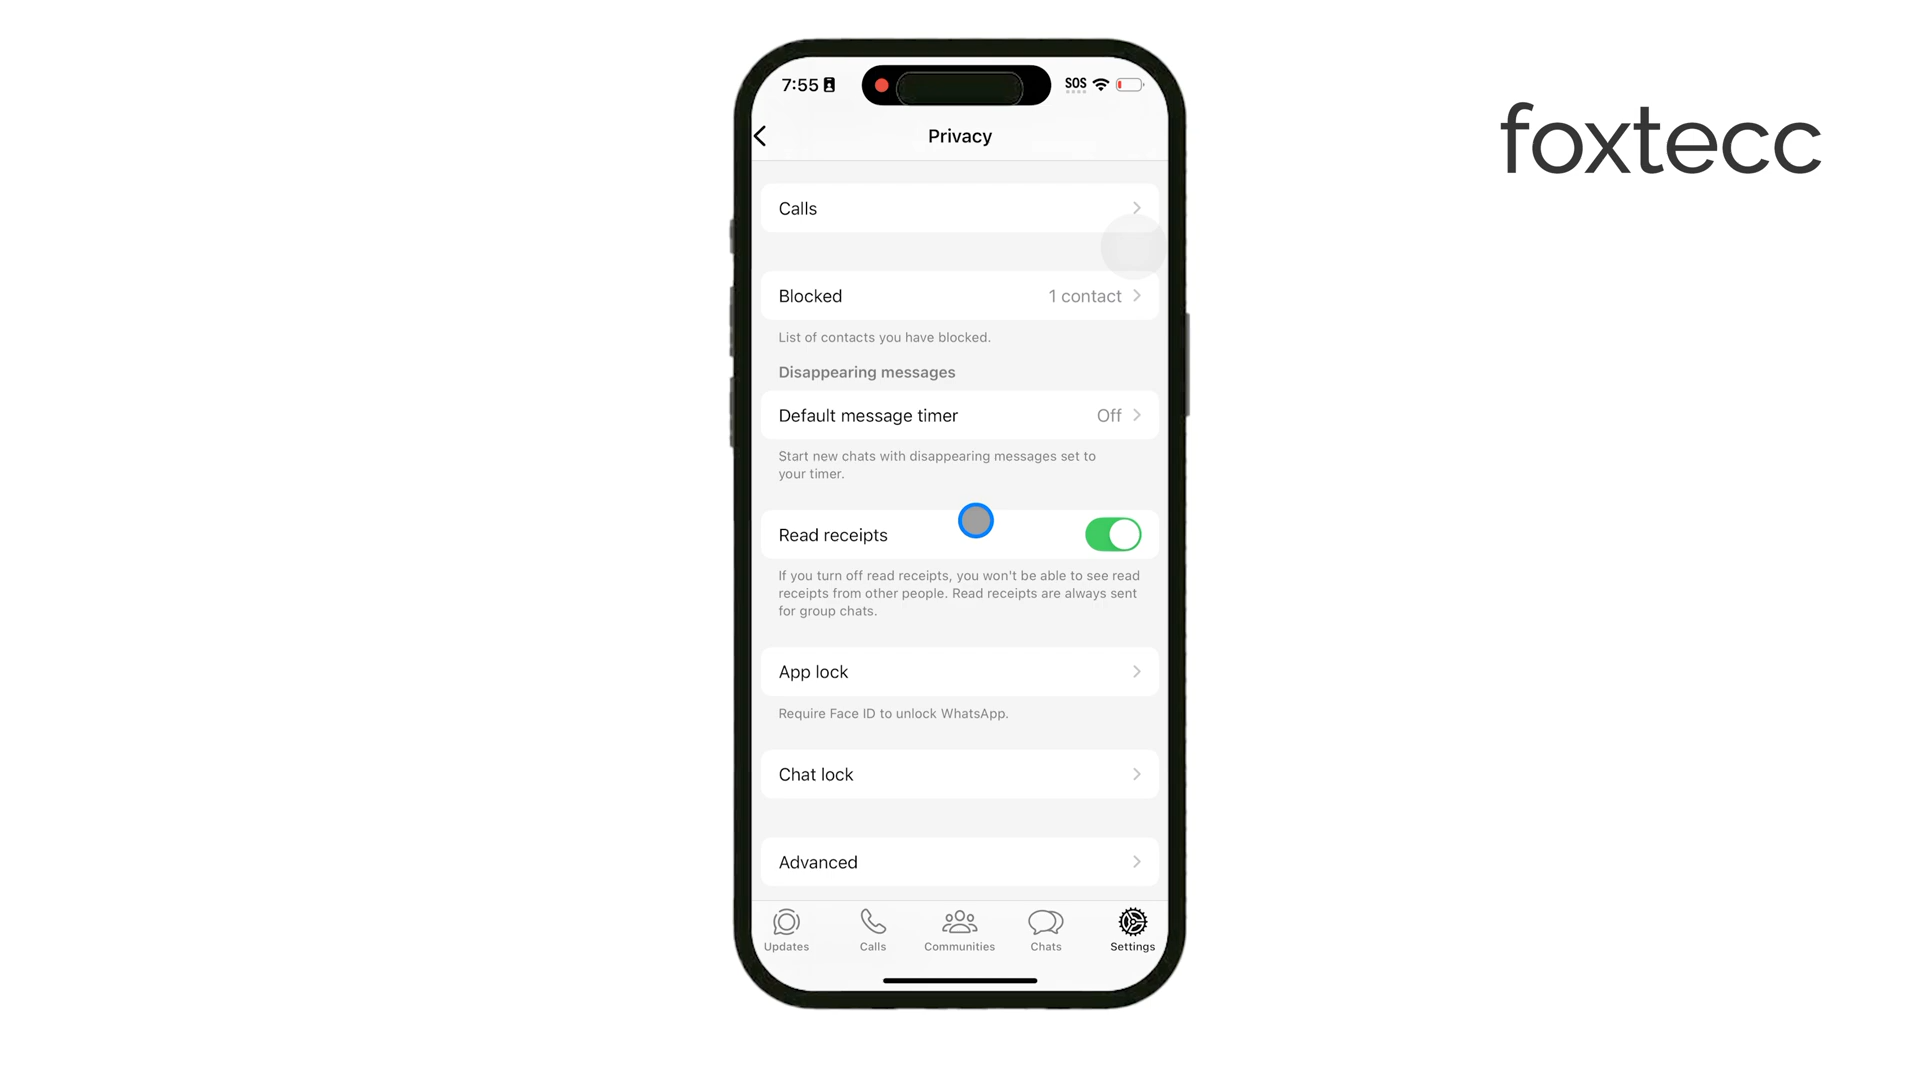 7:55
SOS
foxtecc
Privacy
Calls
Blocked
1 contact
List of contacts you have blocked.
Disappearing messages
Default message timer
Off
Start new chats with disappearing messages set to
your timer.
Read receipts
If you turn off read receipts, you won't be able to see read
receipts from other people. Read receipts are always sent
for group chats.
App lock
Require Face ID to unlock WhatsApp.
Chat lock
Advanced
Updates
Calls
Communities
Chats
Settings